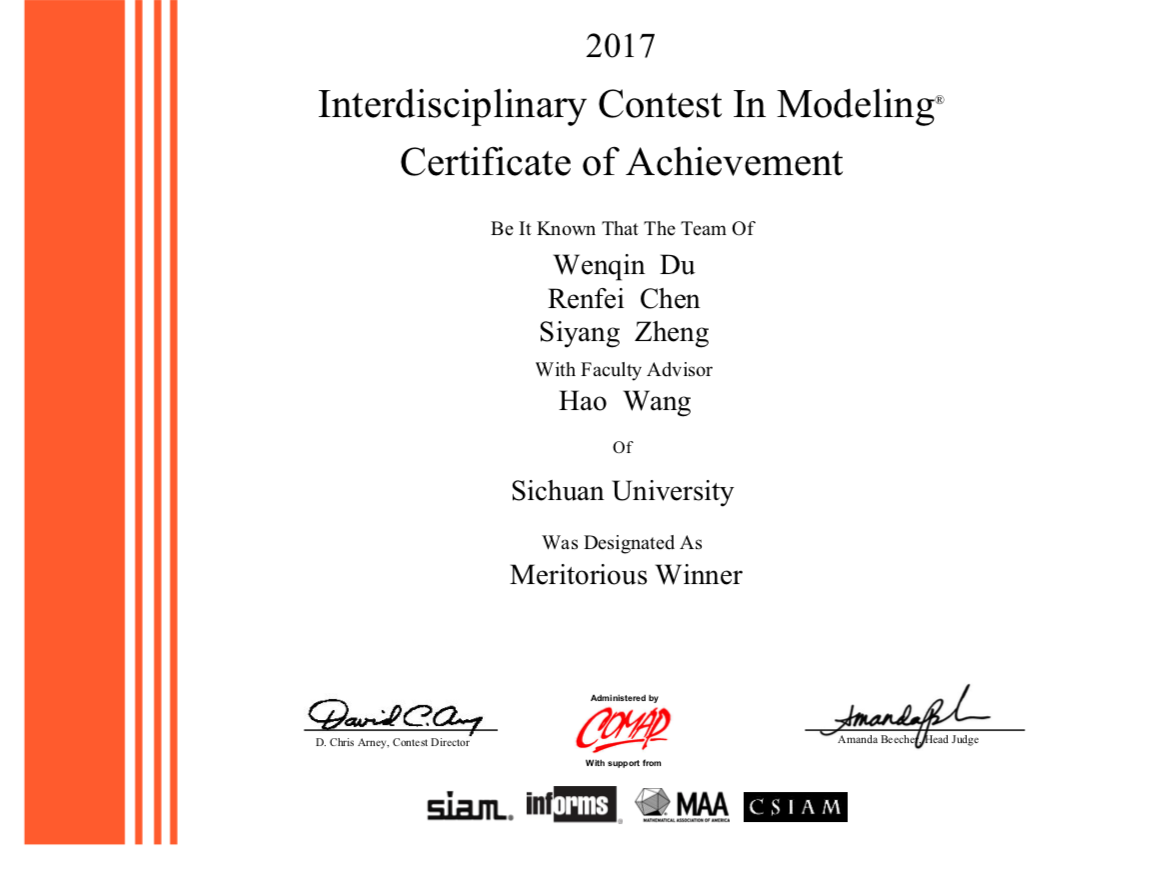 2017
Interdisciplinary Contest In Modeling®
Certificate of Achievement
Be It Known That The Team Of
Wenqin Du
Renfei Chen
Siyang Zheng
With Faculty Advisor
Hao Wang
Of
Sichuan University
Was Designated As
Meritorious Winner
David C. Arney
D. Chris Arney, Contest Director
Administered by
COMAP
With support from
Amanda Beecher, Head Judge
siam.
informs®
MAA
MATHEMATICAL ASSOCIATION OF AMERICA
CSIAM